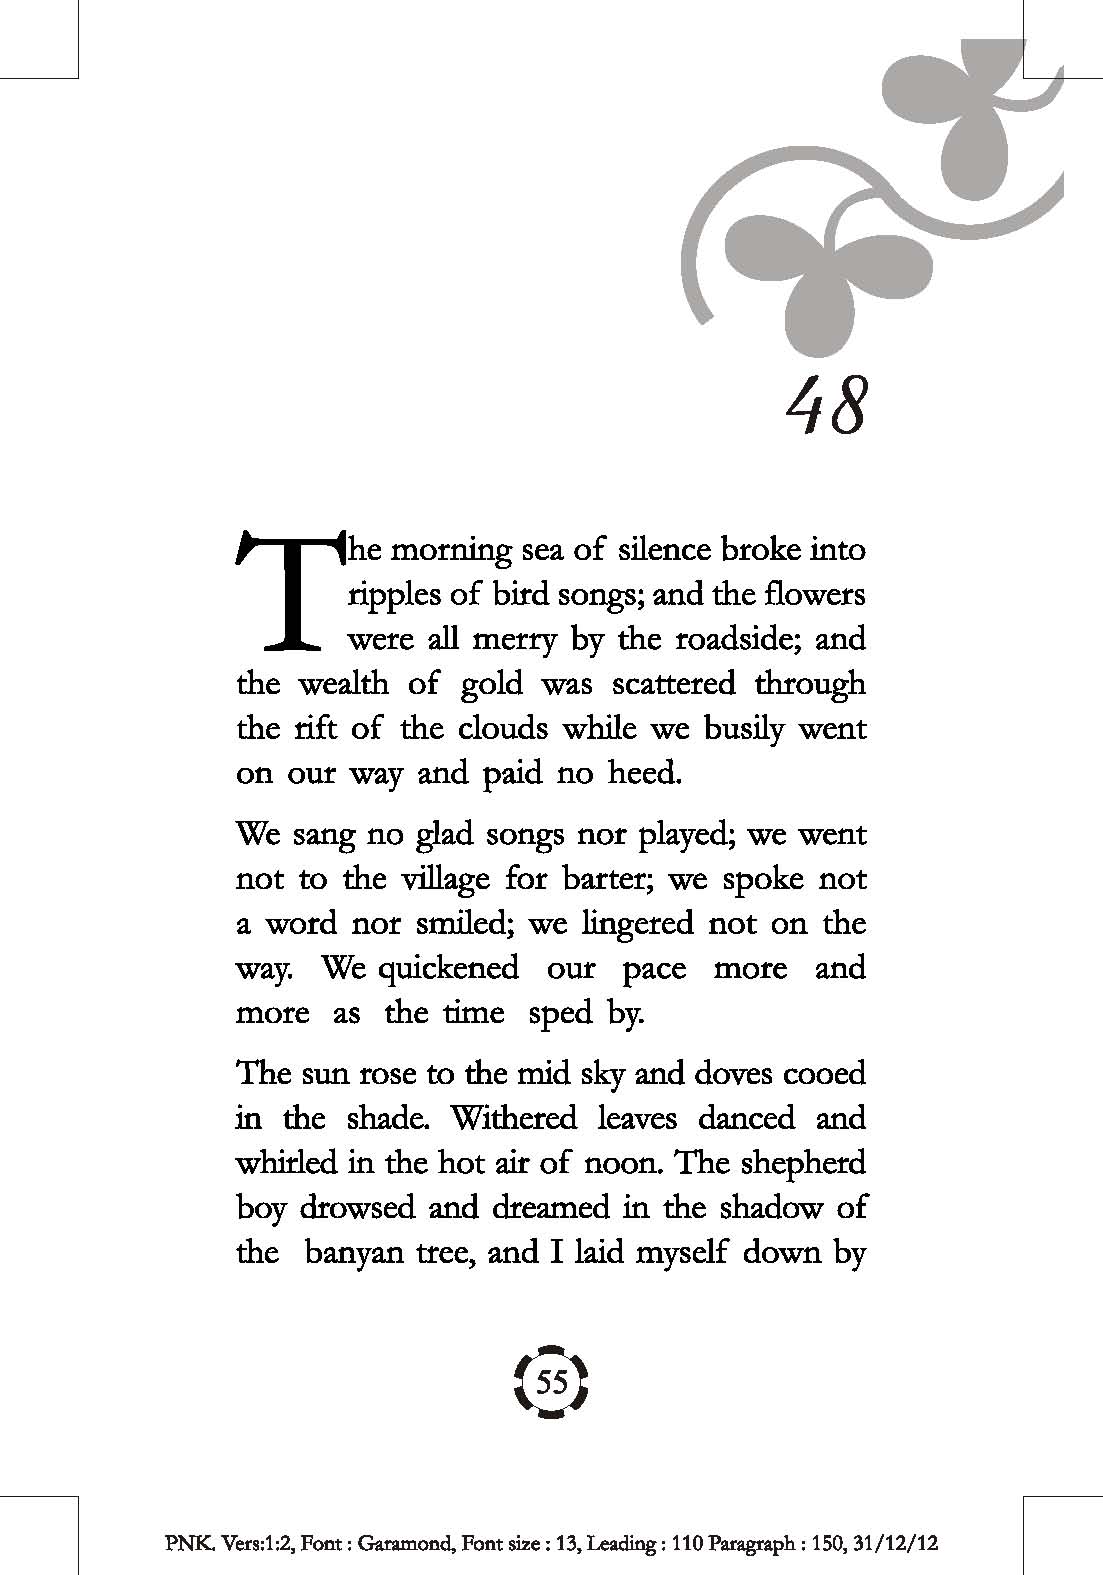 48
The morning sea of silence broke into
ripples of bird songs; and the flowers
were all merry by the roadside; and
the wealth of gold was scattered through
the rift of the clouds while we busily went
on our way and paid no heed.
We sang no glad songs nor played; we went
not to the village for barter; we spoke not
a word nor smiled; we lingered not on the
way. We quickened our pace more and
more as the time sped by.
The sun rose to the mid sky and doves cooed
in the shade. Withered leaves danced and
whirled in the hot air of noon. The shepherd
boy drowsed and dreamed in the shadow of
the banyan tree, and I laid myself down by
55
PNK. Vers:1:2, Font : Garamond, Font size : 13, Leading : 110 Paragraph : 150, 31/12/12